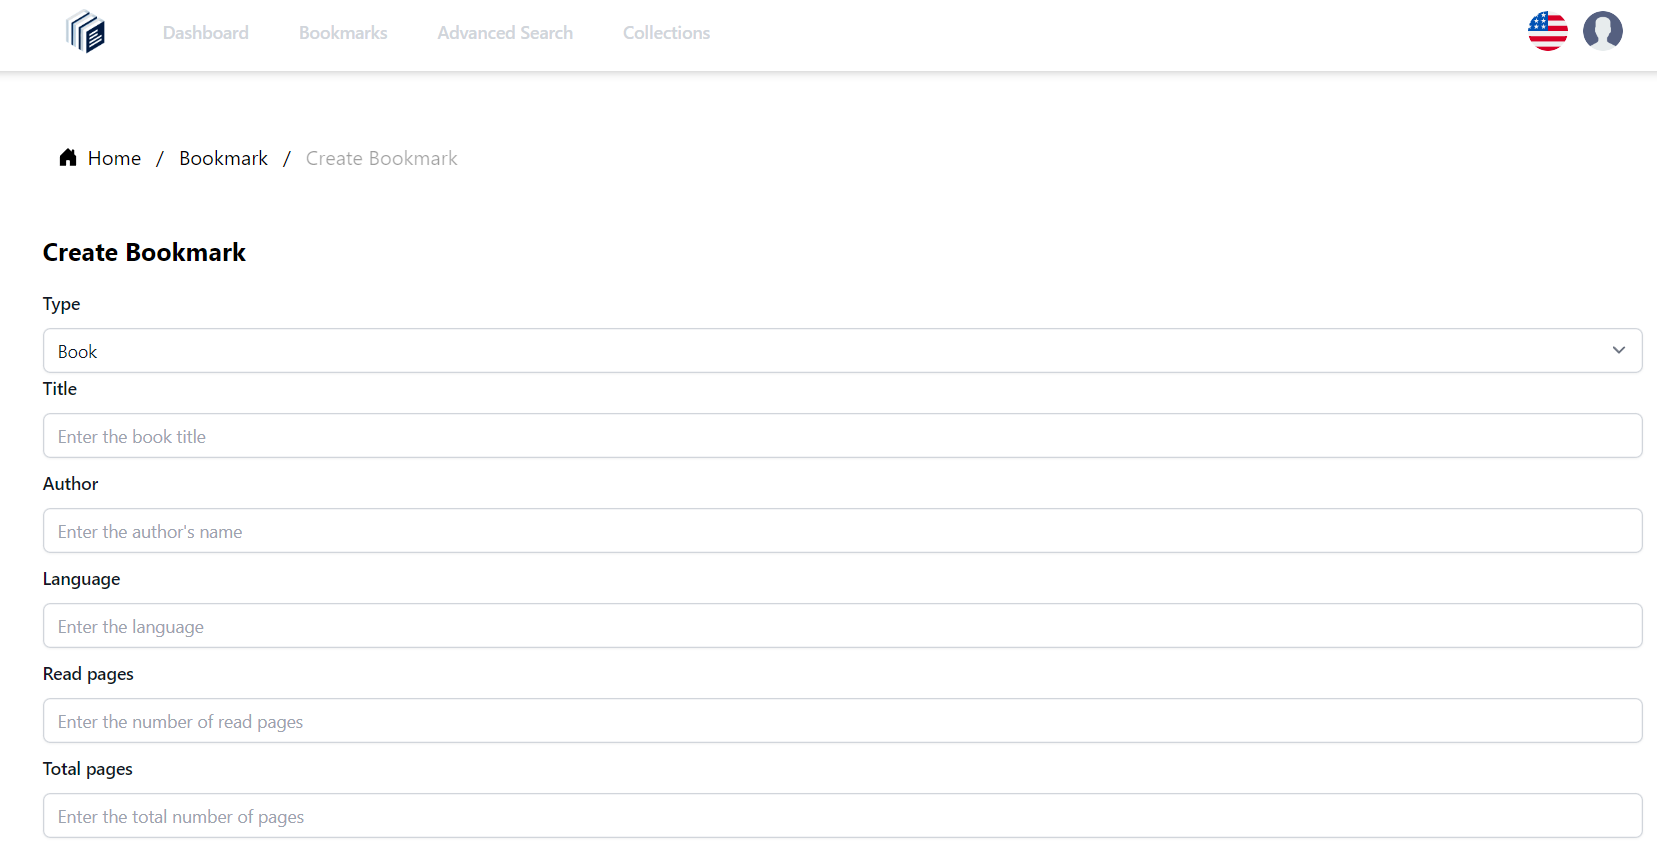 Dashboard Bookmarks Advanced Search Collections
Home / Bookmark / Create Bookmark
Create Bookmark
Type
Book
Title
Enter the book title
Author
Enter the author's name
Language
Enter the language
Read pages
Enter the number of read pages
Total pages
Enter the total number of pages